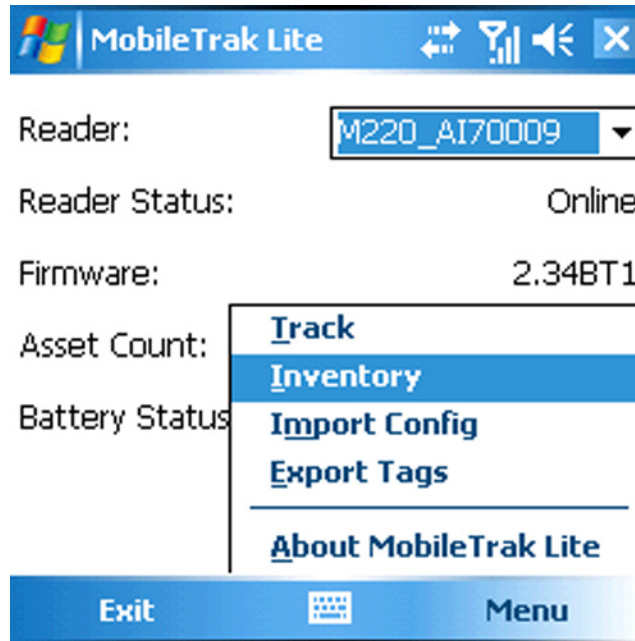 MobileTrak Lite
Reader: M220_AI70009
Reader Status: Online
Firmware: 2.34BT1
Asset Count:
Battery Status
Track
Inventory
Import Config
Export Tags
About MobileTrak Lite
Exit Menu